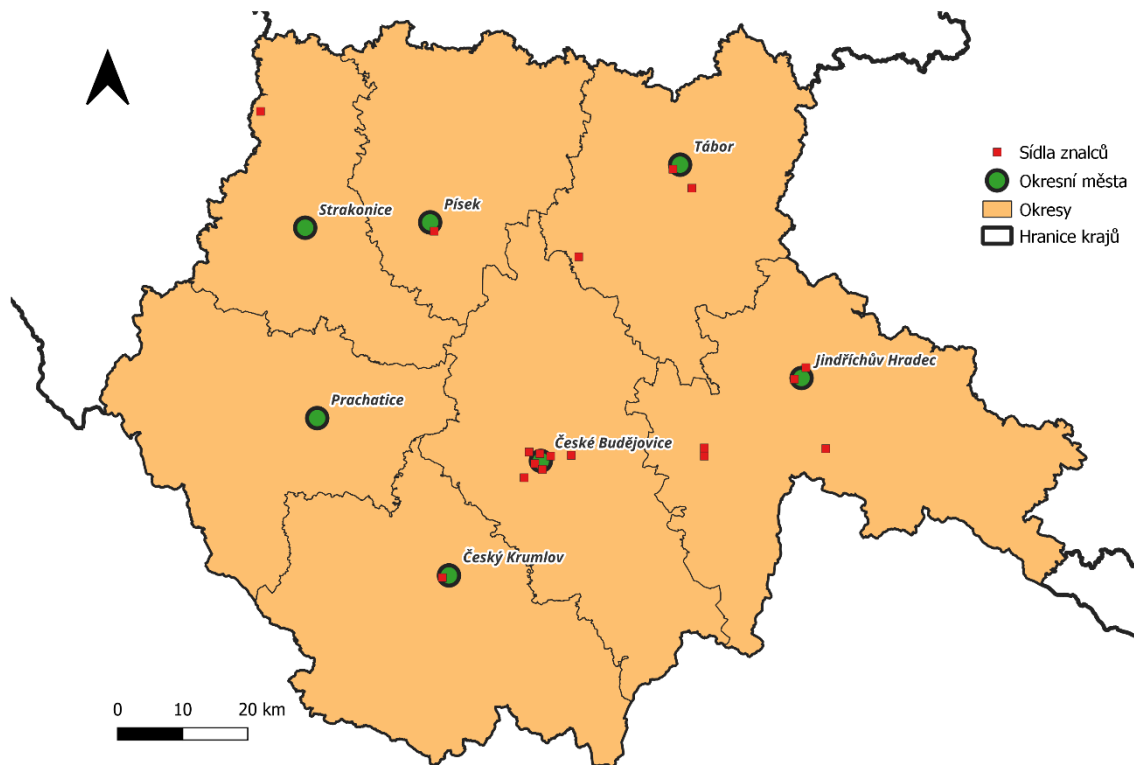 Tábor
Sídla znalců
Okresní města
Okresy
Hranice krajů
Strakonice
Písek
Jindřichův Hradec
Prachatice
České Budějovice
Český Krumlov
0 10 20 km